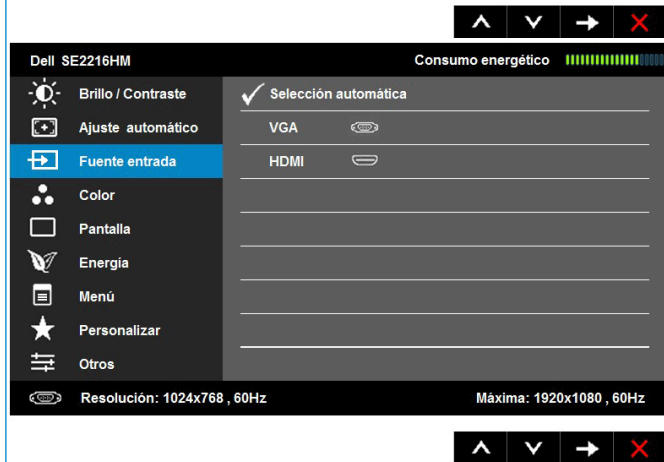 Dell SE2216HM Consumo energético
Brillo / Contraste Selección automática
Ajuste automático VGA
Fuente entrada HDMI
Color
Pantalla
Energía
Menú
Personalizar
Otros
Resolución: 1024x768 , 60Hz Máxima: 1920x1080 , 60Hz